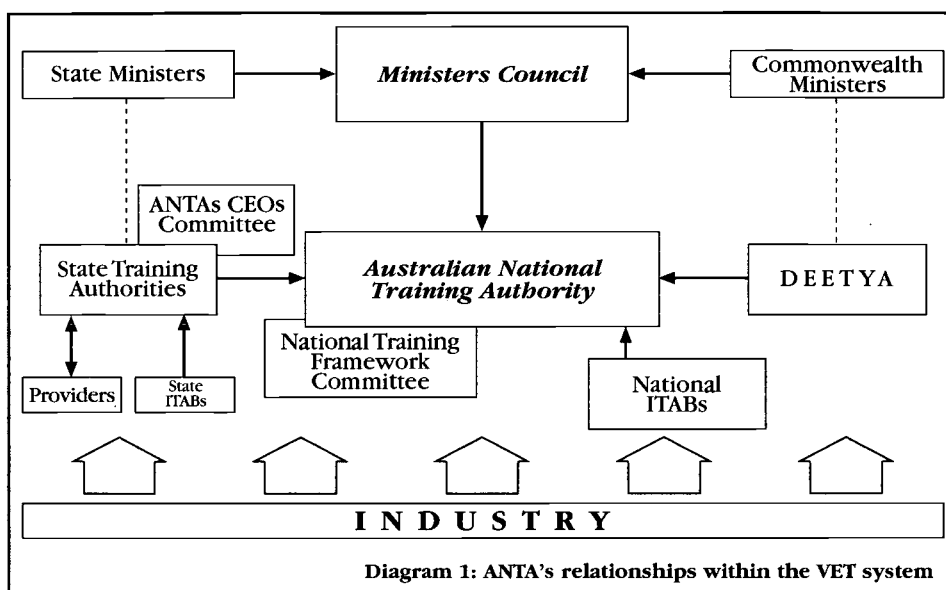 State Ministers
Ministers Council
Commonwealth
Ministers
ANTAs CEOs
Committee
State Training
Authorities
Australian National
Training Authority
DEETYA
National Training
Framework
Committee
Providers
State
ITABs
National
ITABs
INDUSTRY
Diagram 1: ANTA's relationships within the VET system